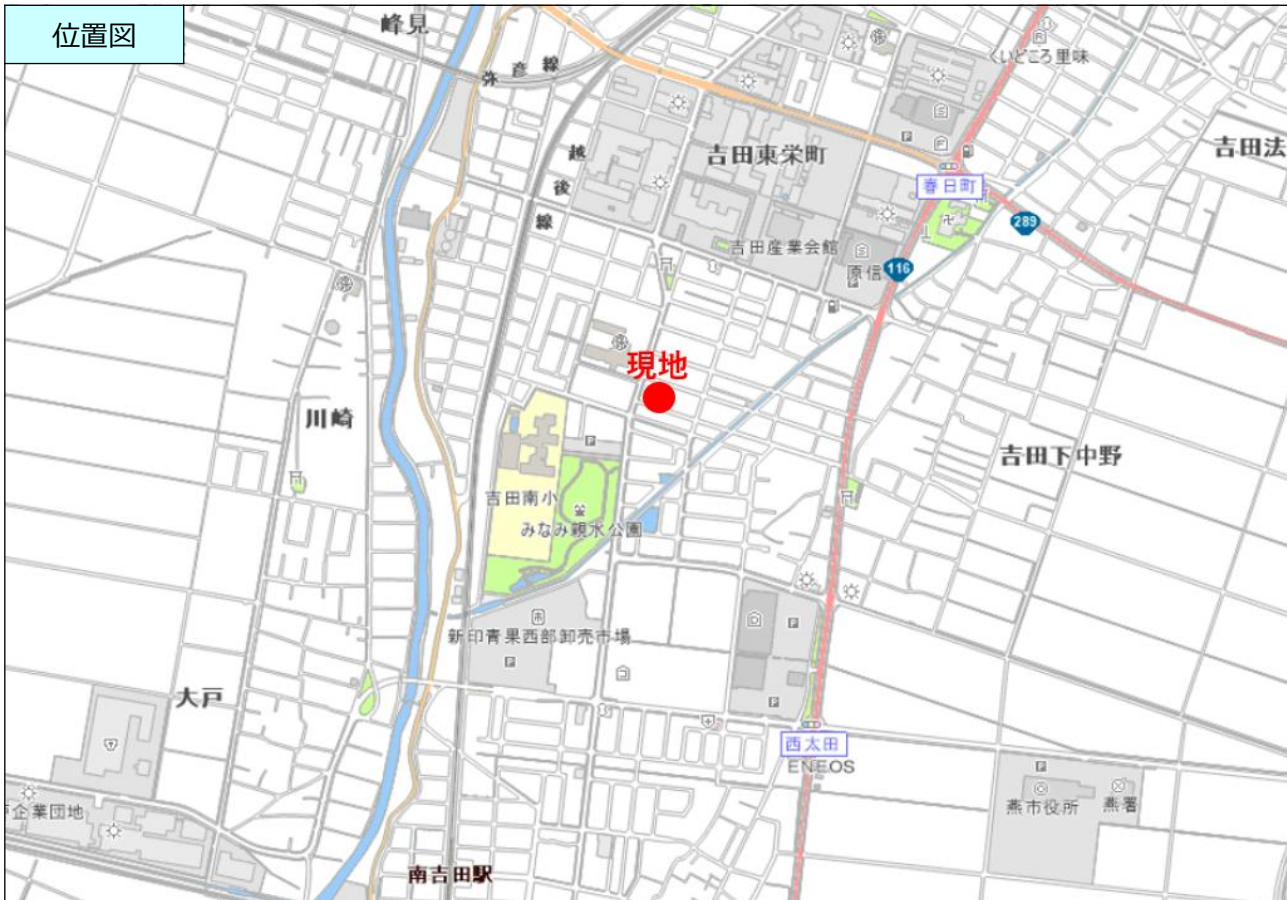 位置図
峰見
くいどころ里味
弥彦線
吉田東栄町
吉田法
越後線
春日町
289
吉田産業会館
原信
116
現地
川崎
吉田下中野
吉田南小
みなみ親水公園
新印青果西部卸売市場
大戸
西太田
ENEOS
燕市役所
燕署
企業団地
南吉田駅